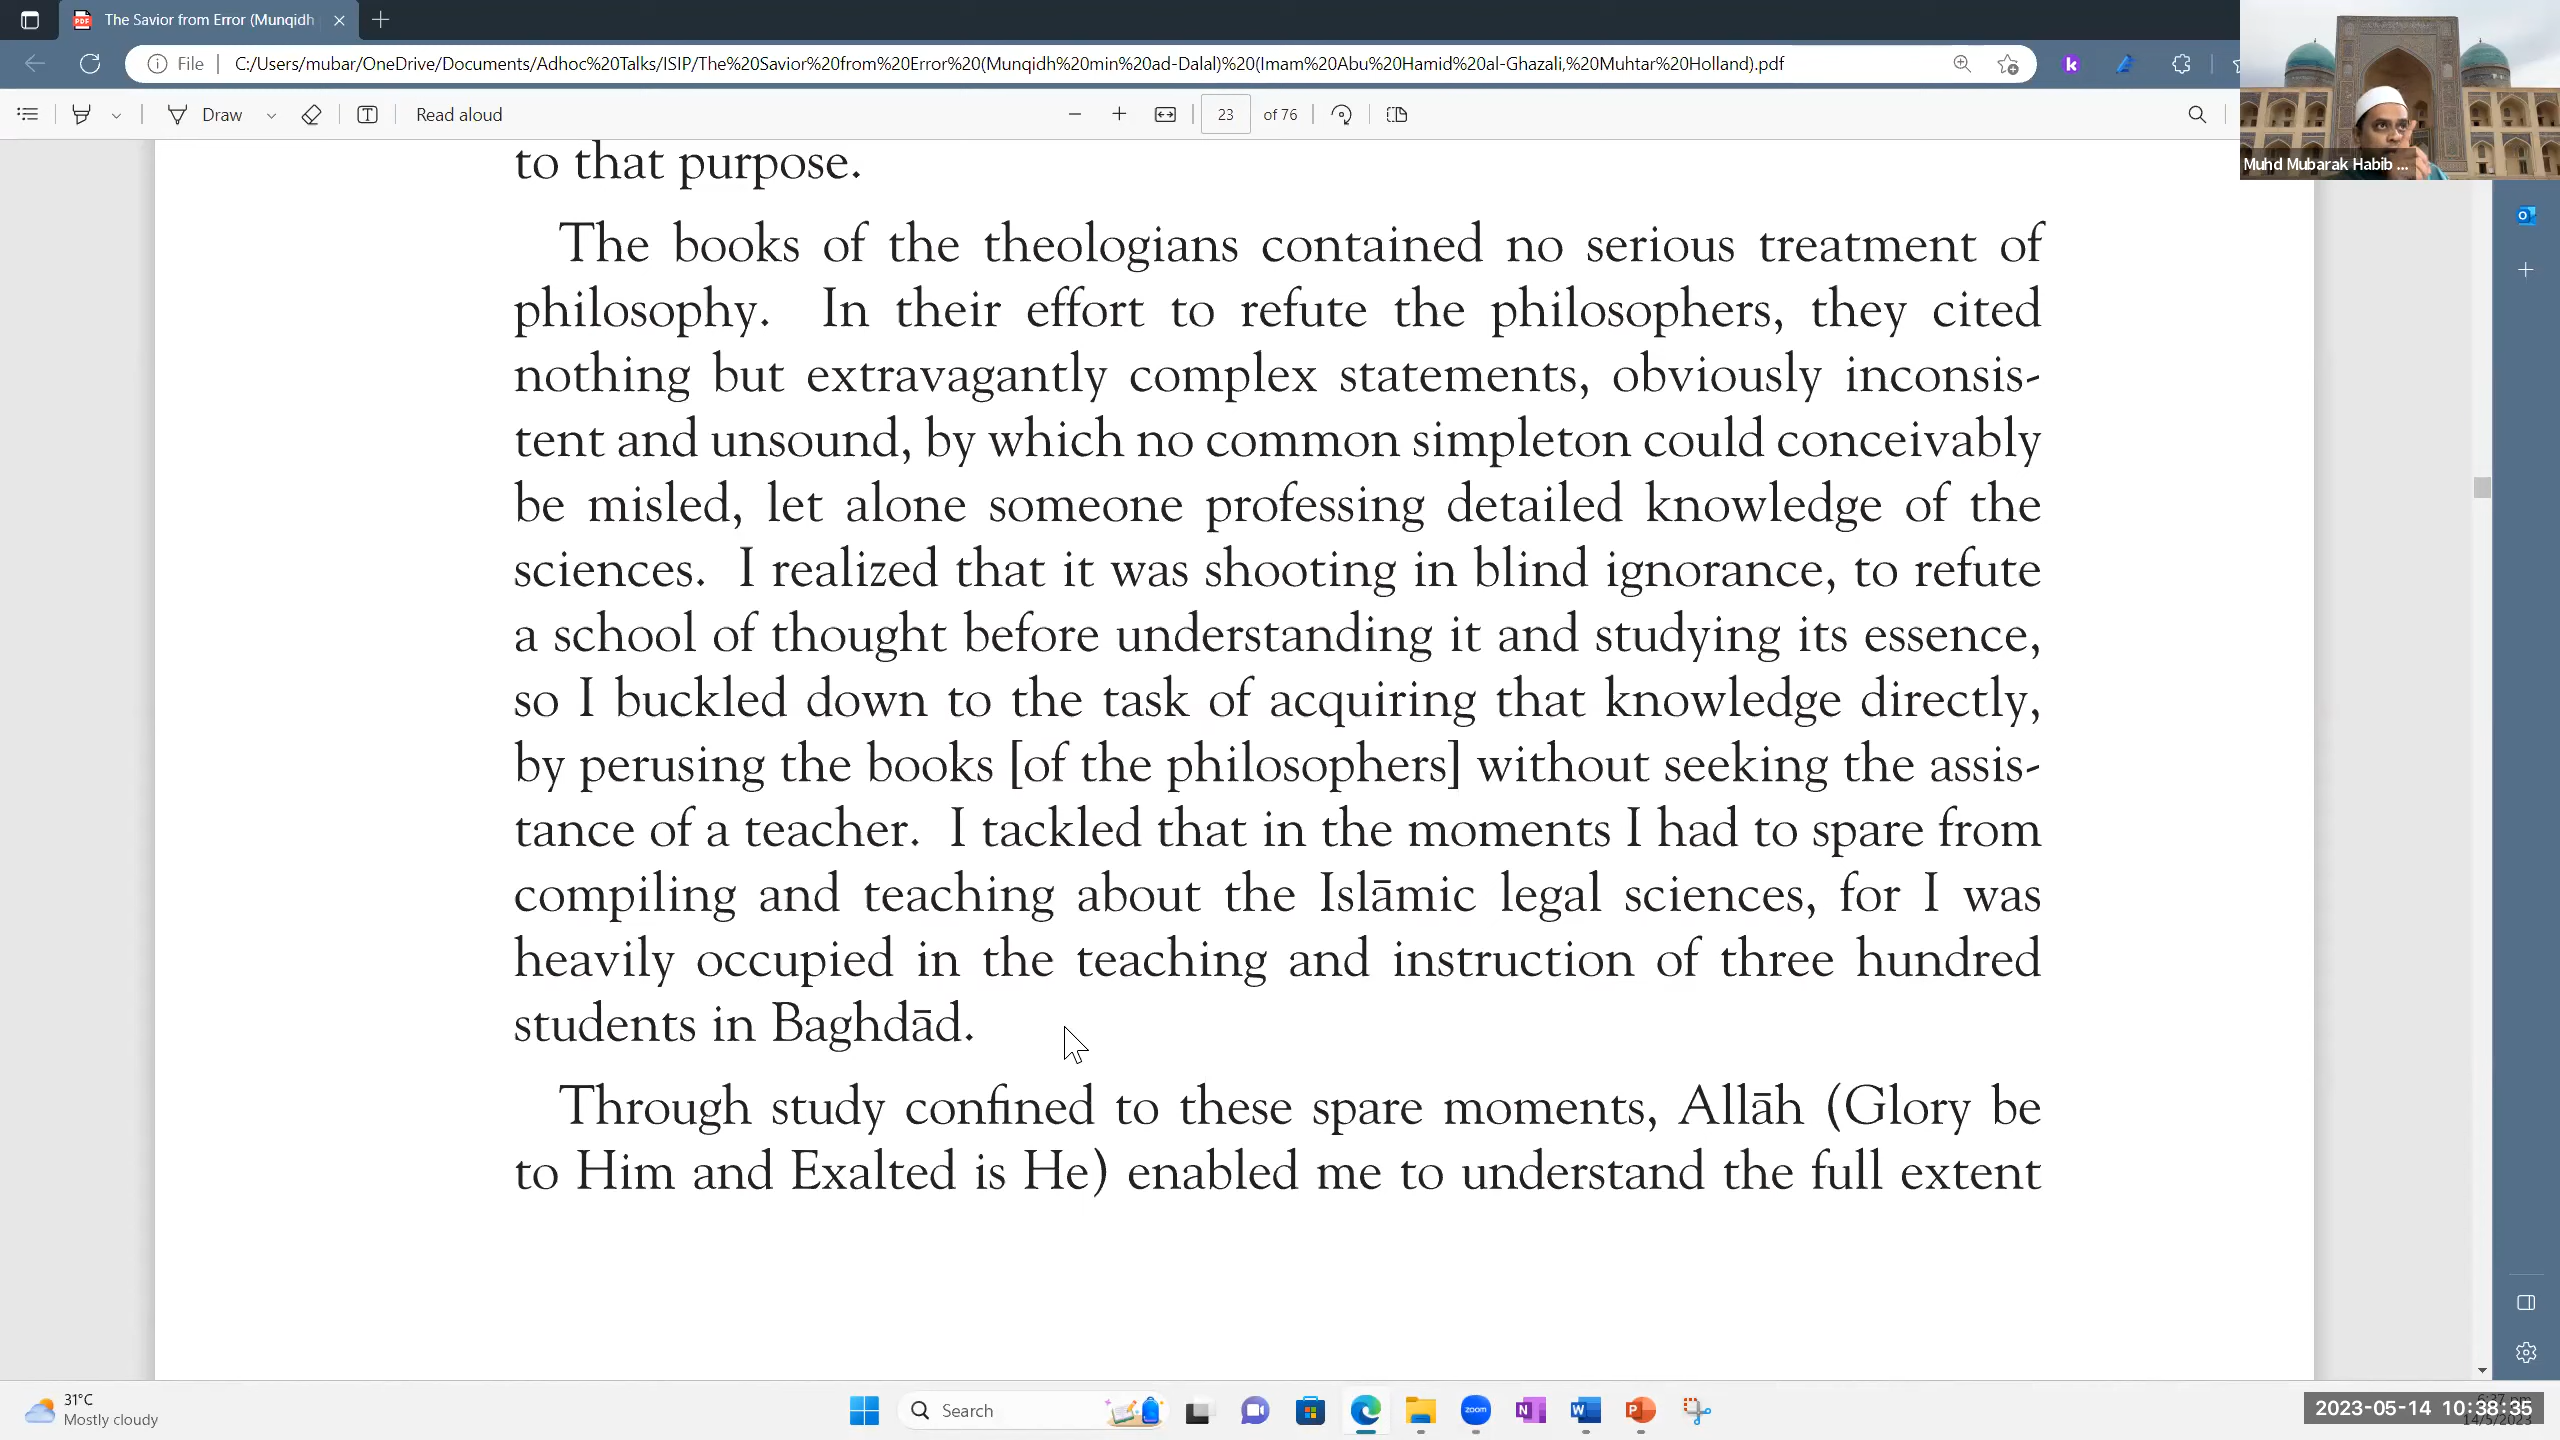 The Savior from Error (Munqidh
File
C:/Users/mubar/OneDrive/Documents/Adhoc%20Talks/ISIP/The%20Savior%20from%20Error%20(Munqidh%20min%20ad-Dalal)%20(Imam%20Abu%20Hamid%20al-Ghazali,%20Muhtar%20Holland).pdf
Draw
Read aloud
23
of 76
Muhd Mubarak Habib ...
to that purpose.
The books of the theologians contained no serious treatment of
philosophy. In their effort to refute the philosophers, they cited
nothing but extravagantly complex statements, obviously inconsis-
tent and unsound, by which no common simpleton could conceivably
be misled, let alone someone professing detailed knowledge of the
sciences. I realized that it was shooting in blind ignorance, to refute
a school of thought before understanding it and studying its essence,
so I buckled down to the task of acquiring that knowledge directly,
by perusing the books [of the philosophers] without seeking the assis-
tance of a teacher. I tackled that in the moments I had to spare from
compiling and teaching about the Islāmic legal sciences, for I was
heavily occupied in the teaching and instruction of three hundred
students in Baghdād.
Through study confined to these spare moments, Allāh (Glory be
to Him and Exalted is He) enabled me to understand the full extent
31°C
Mostly cloudy
Search
zoom
2023-05-14 10:38:35